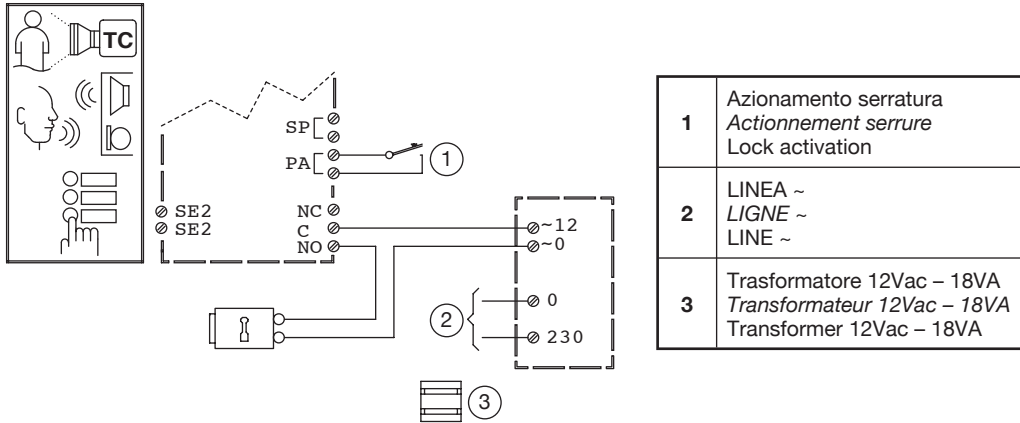 TC
SP
PA
1
SE2
SE2
NC
C
NO
~12
~0
0
230
2
3
1
Azionamento serratura
Actionnement serrure
Lock activation
2
LINEA ~
LIGNE ~
LINE ~
3
Trasformatore 12Vac – 18VA
Transformateur 12Vac – 18VA
Transformer 12Vac – 18VA